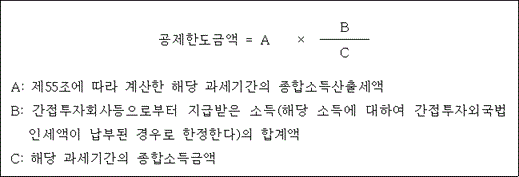 공제한도금액 = A × B
C
A: 제55조에 따라 계산한 해당 과세기간의 종합소득산출세액
B: 간접투자회사등으로부터 지급받은 소득(해당 소득에 대하여 간접투자외국법
인세액이 납부된 경우로 한정한다)의 합계액
C: 해당 과세기간의 종합소득금액